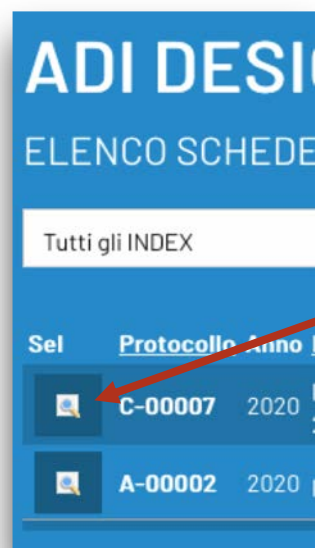 ADI DESI
ELENCO SCHEDE
Tutti gli INDEX
Sel Protocollo Anno
C-00007 2020
A-00002 2020